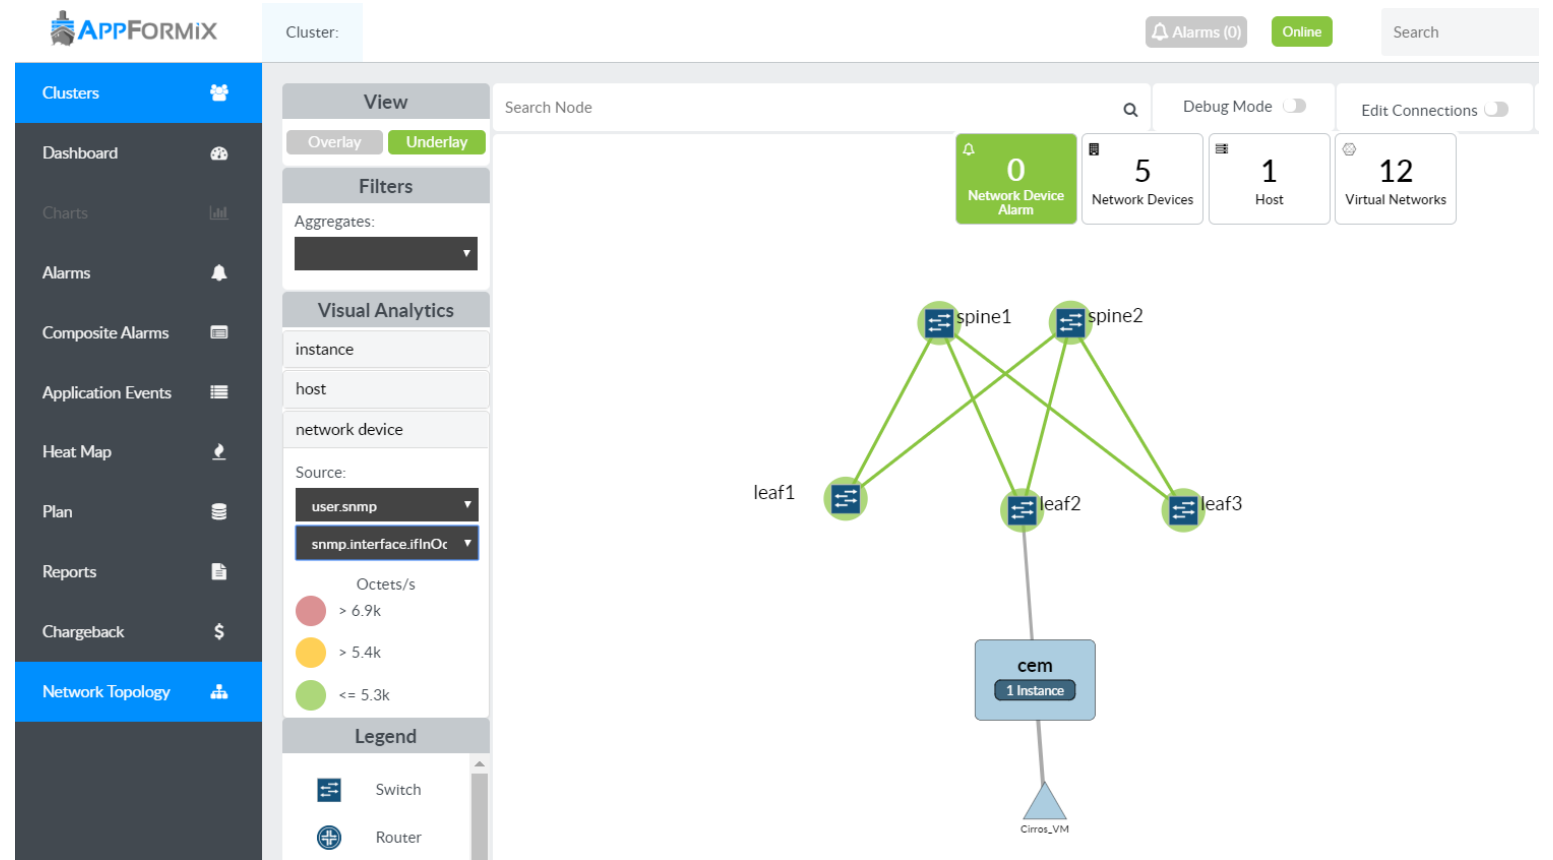 APPFORMIX
Cluster:
Alarms (0)
Online
Search
Clusters
Dashboard
Charts
Alarms
Composite Alarms
Application Events
Heat Map
Plan
Reports
Chargeback
$
Network Topology
View
Overlay
Underlay
Filters
Aggregates:
Visual Analytics
instance
host
network device
Source:
user.snmp
snmp.interface.ifInOc
Octets/s
> 6.9k
> 5.4k
<= 5.3k
Legend
Switch
Router
Search Node
Debug Mode
Edit Connections
0
Network Device
Alarm
5
Network Devices
1
Host
12
Virtual Networks
spine1
spine2
leaf1
leaf2
leaf3
cem
1 Instance
Cirros_VM